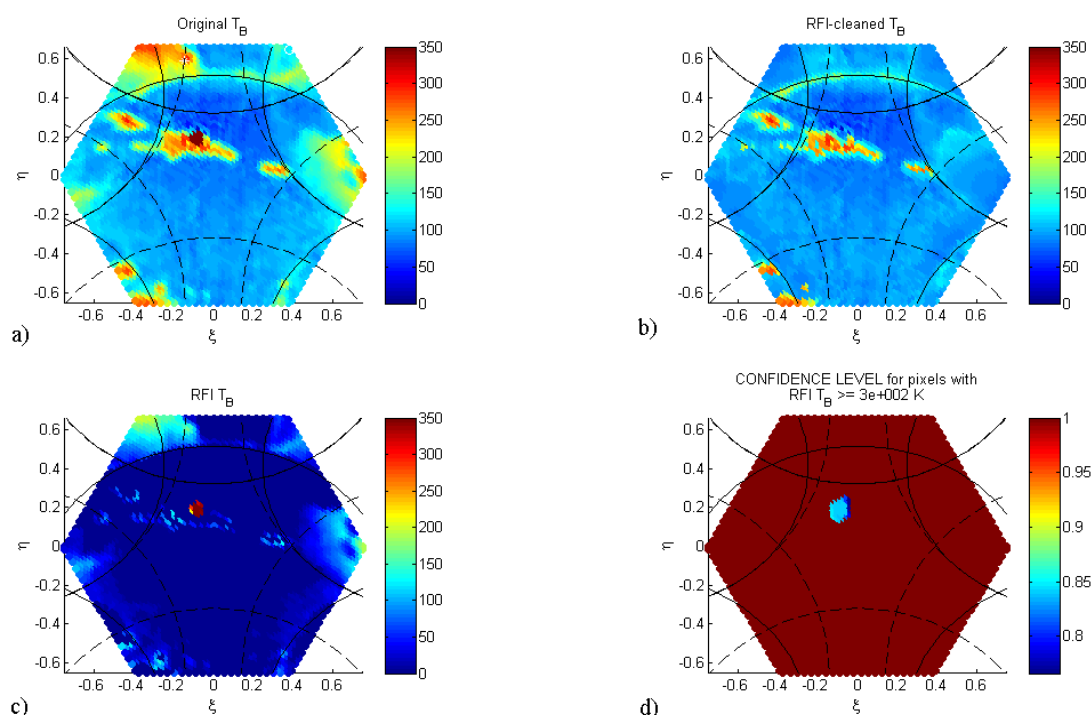 Original T_B
0.6
0.4
0.2
0
-0.2
-0.4
-0.6
η
-0.6 -0.4 -0.2 0 0.2 0.4 0.6
ξ
350
300
250
200
150
100
50
0
a)
RFI-cleaned T_B
0.6
0.4
0.2
0
-0.2
-0.4
-0.6
η
-0.6 -0.4 -0.2 0 0.2 0.4 0.6
ξ
350
300
250
200
150
100
50
0
b)
RFI T_B
0.6
0.4
0.2
0
-0.2
-0.4
-0.6
η
-0.6 -0.4 -0.2 0 0.2 0.4 0.6
ξ
350
300
250
200
150
100
50
0
c)
CONFIDENCE LEVEL for pixels with
RFI T_B >= 3e+002 K
0.6
0.4
0.2
0
-0.2
-0.4
-0.6
η
-0.6 -0.4 -0.2 0 0.2 0.4 0.6
ξ
1
0.95
0.9
0.85
0.8
d)